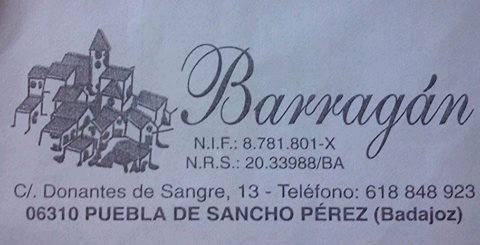 Barragán
N.I.F.: 8.781.801-X
N.R.S.: 20.33988/BA
C/. Donantes de Sangre, 13 - Teléfono: 618 848 923
06310 PUEBLA DE SANCHO PÉREZ (Badajoz)